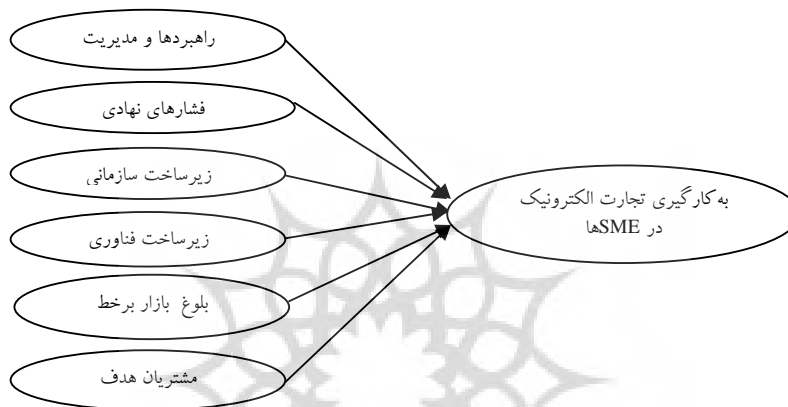 راهبردها و مدیریت
فشارهای نهادی
زیرساخت سازمانی
زیرساخت فناوری
بلوغ بازار برخط
مشتریان هدف
به‌کارگیری تجارت الکترونیک
در SMEها